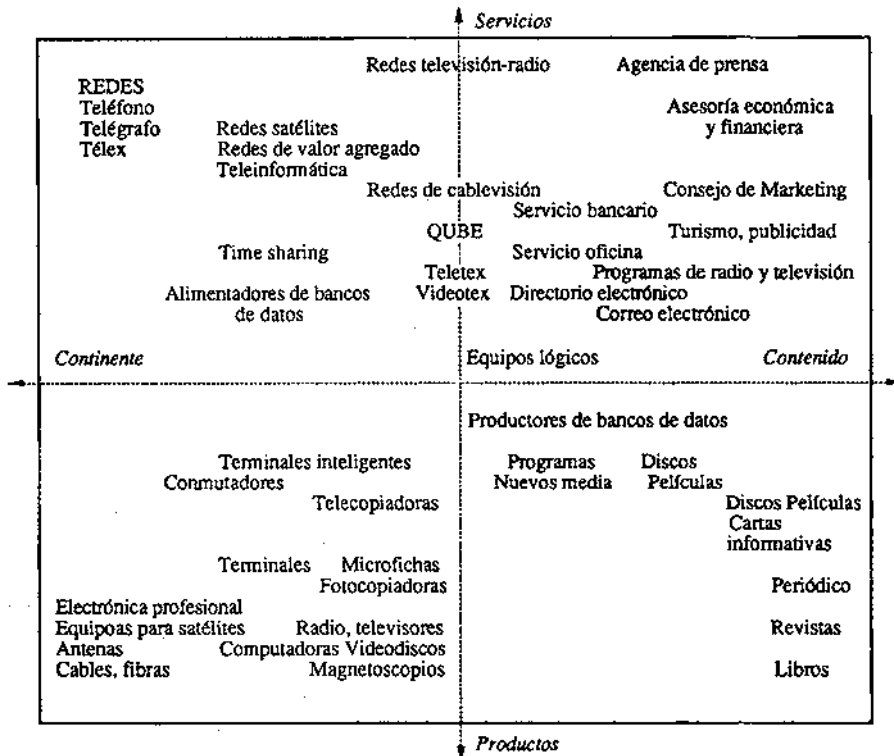 Servicios
Redes televisión-radio Agencia de prensa
REDES
Teléfono Asesoría económica
Telégrafo Redes satélites y financiera
Télex Redes de valor agregado
Teleinformática
Redes de cablevisión Consejo de Marketing
Servicio bancario
QUBE Turismo, publicidad
Time sharing Servicio oficina
Teletex Programas de radio y televisión
Alimentadores de bancos Videotex Directorio electrónico
de datos Correo electrónico
Continente Equipos lógicos Contenido
Productores de bancos de datos
Terminales inteligentes Programas Discos
Conmutadores Nuevos media Películas
Telecopiadoras Discos Películas
Cartas
informativas
Terminales Microfichas
Fotocopiadoras Periódico
Electrónica profesional
Equipoas para satélites Radio, televisores Revistas
Antenas Computadoras Videodiscos
Cables, fibras Magnetoscopios Libros
Productos